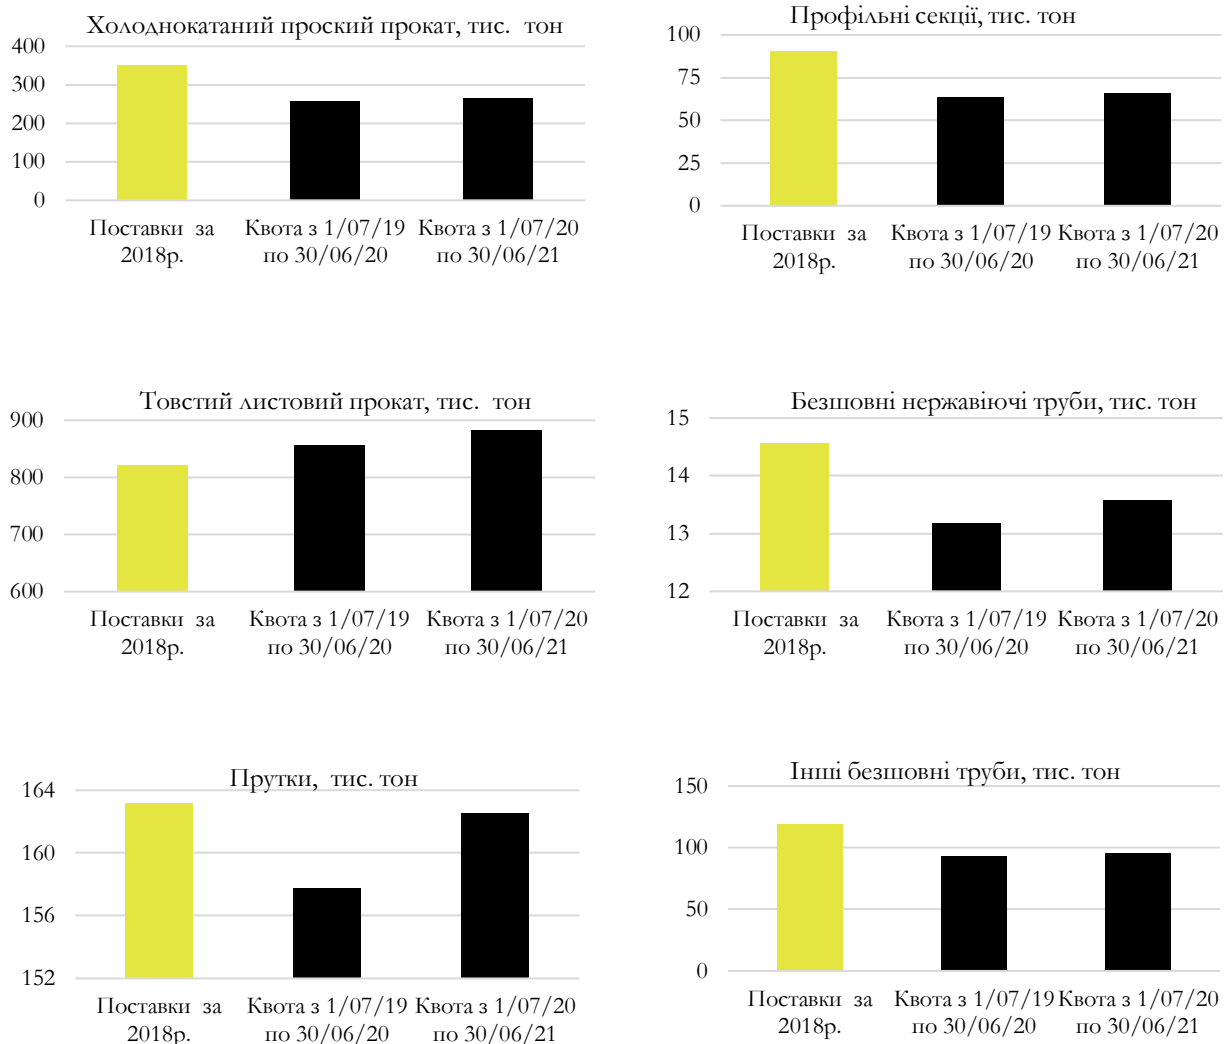 Холоднокатаний проский прокат, тис. тон
400
300
200
100
0
Поставки за
2018р.
Квота з 1/07/19
по 30/06/20
Квота з 1/07/20
по 30/06/21
Профільні секції, тис. тон
100
75
50
25
0
Поставки за
2018р.
Квота з 1/07/19
по 30/06/20
Квота з 1/07/20
по 30/06/21
Товстий листовий прокат, тис. тон
900
800
700
600
Поставки за
2018р.
Квота з 1/07/19
по 30/06/20
Квота з 1/07/20
по 30/06/21
Безшовні нержавіючі труби, тис. тон
15
14
13
12
Поставки за
2018р.
Квота з 1/07/19
по 30/06/20
Квота з 1/07/20
по 30/06/21
Прутки, тис. тон
164
160
156
152
Поставки за
2018р.
Квота з 1/07/19
по 30/06/20
Квота з 1/07/20
по 30/06/21
Інші безшовні труби, тис. тон
150
100
50
0
Поставки за
2018р.
Квота з 1/07/19
по 30/06/20
Квота з 1/07/20
по 30/06/21